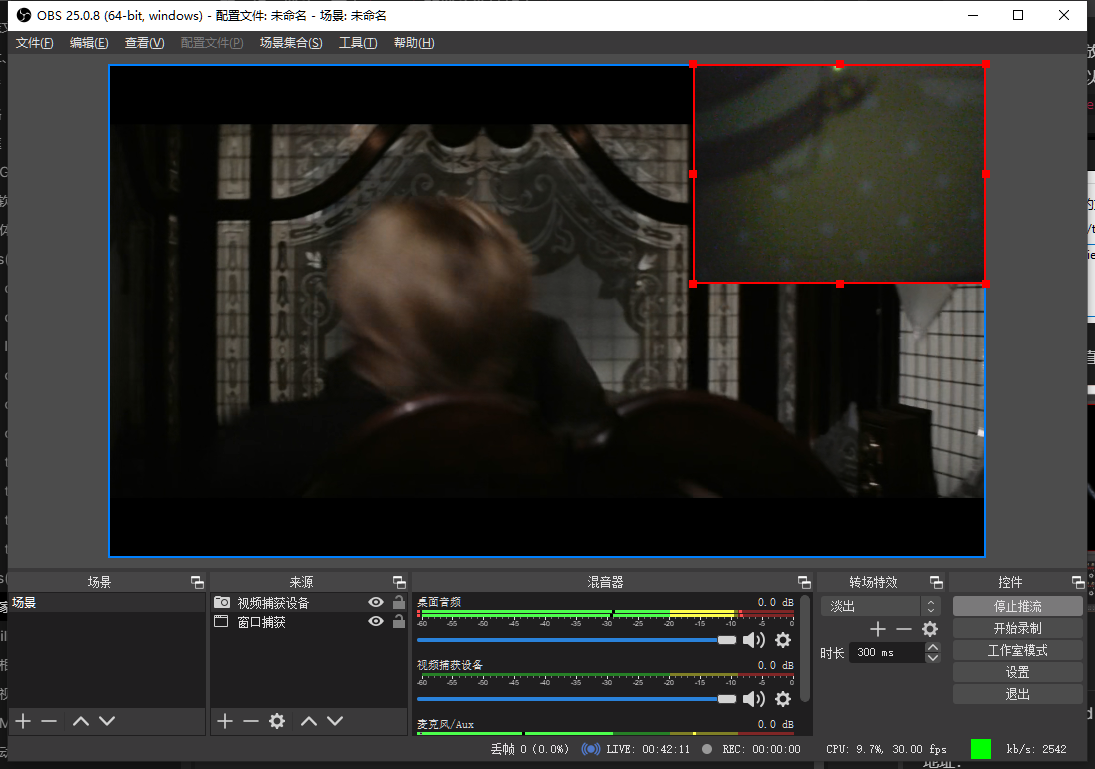 OBS 25.0.8 (64-bit, windows) - 配置文件: 未命名 - 场景: 未命名
文件(F) 编辑(E) 查看(V) 配置文件(P) 场景集合(S) 工具(T) 帮助(H)
场景 来源 混音器 转场特效 控件
场景
视频捕获设备
窗口捕获
桌面音频 0.0 dB
-60 -55 -50 -45 -40 -35 -30 -25 -20 -15 -10 -5 0
视频捕获设备 0.0 dB
-60 -55 -50 -45 -40 -35 -30 -25 -20 -15 -10 -5 0
麦克风/Aux 0.0 dB
淡出
时长 300 ms
停止推流
开始录制
工作室模式
设置
退出
丢帧 0 (0.0%) LIVE: 00:42:11 REC: 00:00:00 CPU: 9.7%, 30.00 fps kb/s: 2542